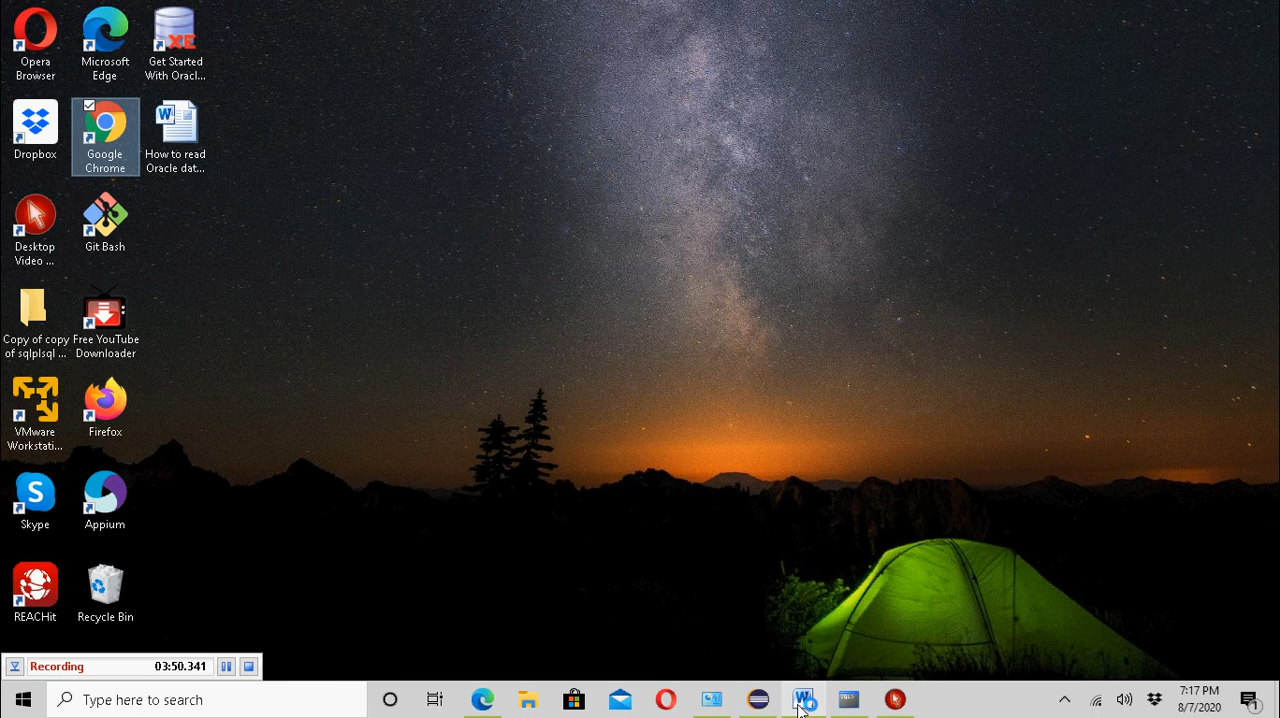 Opera
Browser
Microsoft
Edge
XE
Get Started
With Oracl...
Dropbox
Google
Chrome
W
How to read
Oracle dat...
Desktop
Video ...
Git Bash
Copy of copy
of sqlplsql ...
Free YouTube
Downloader
VMware
Workstati...
Firefox
S
Skype
Appium
REACHit
Recycle Bin
Recording
03:50.341
Type here to search
W
7:17 PM
8/7/2020
1